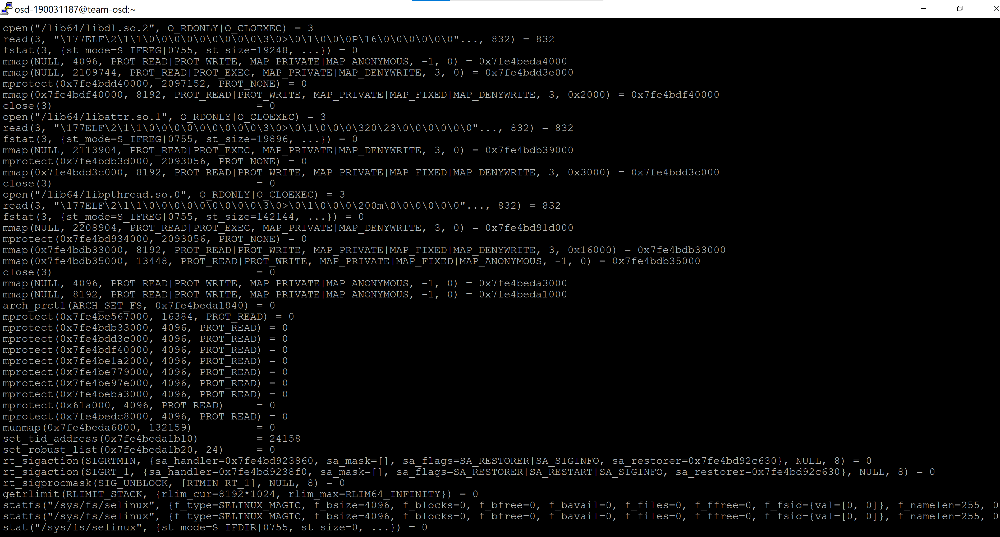 osd-190031187@team-osd:~
open("/lib64/libdl.so.2", O_RDONLY|O_CLOEXEC) = 3
read(3, "\177ELF\2\1\1\0\0\0\0\0\0\0\0\0\3\0>\0\1\0\0\0P\16\0\0\0\0\0\0"..., 832) = 832
fstat(3, {st_mode=S_IFREG|0755, st_size=19248, ...}) = 0
mmap(NULL, 4096, PROT_READ|PROT_WRITE, MAP_PRIVATE|MAP_ANONYMOUS, -1, 0) = 0x7fe4beda4000
mmap(NULL, 2109744, PROT_READ|PROT_EXEC, MAP_PRIVATE|MAP_DENYWRITE, 3, 0) = 0x7fe4bdd3e000
mprotect(0x7fe4bdd40000, 2097152, PROT_NONE) = 0
mmap(0x7fe4bdf40000, 8192, PROT_READ|PROT_WRITE, MAP_PRIVATE|MAP_FIXED|MAP_DENYWRITE, 3, 0x2000) = 0x7fe4bdf40000
close(3)                                = 0
open("/lib64/libattr.so.1", O_RDONLY|O_CLOEXEC) = 3
read(3, "\177ELF\2\1\1\0\0\0\0\0\0\0\0\0\3\0>\0\1\0\0\0\320\23\0\0\0\0\0\0"..., 832) = 832
fstat(3, {st_mode=S_IFREG|0755, st_size=19896, ...}) = 0
mmap(NULL, 2113904, PROT_READ|PROT_EXEC, MAP_PRIVATE|MAP_DENYWRITE, 3, 0) = 0x7fe4bdb39000
mprotect(0x7fe4bdb3d000, 2093056, PROT_NONE) = 0
mmap(0x7fe4bdd3c000, 8192, PROT_READ|PROT_WRITE, MAP_PRIVATE|MAP_FIXED|MAP_DENYWRITE, 3, 0x3000) = 0x7fe4bdd3c000
close(3)                                = 0
open("/lib64/libpthread.so.0", O_RDONLY|O_CLOEXEC) = 3
read(3, "\177ELF\2\1\1\0\0\0\0\0\0\0\0\0\3\0>\0\1\0\0\0\200m\0\0\0\0\0\0"..., 832) = 832
fstat(3, {st_mode=S_IFREG|0755, st_size=142144, ...}) = 0
mmap(NULL, 2208904, PROT_READ|PROT_EXEC, MAP_PRIVATE|MAP_DENYWRITE, 3, 0) = 0x7fe4bd91d000
mprotect(0x7fe4bd934000, 2093056, PROT_NONE) = 0
mmap(0x7fe4bdb33000, 8192, PROT_READ|PROT_WRITE, MAP_PRIVATE|MAP_FIXED|MAP_DENYWRITE, 3, 0x16000) = 0x7fe4bdb33000
mmap(0x7fe4bdb35000, 13448, PROT_READ|PROT_WRITE, MAP_PRIVATE|MAP_FIXED|MAP_ANONYMOUS, -1, 0) = 0x7fe4bdb35000
close(3)                                = 0
mmap(NULL, 4096, PROT_READ|PROT_WRITE, MAP_PRIVATE|MAP_ANONYMOUS, -1, 0) = 0x7fe4beda3000
mmap(NULL, 8192, PROT_READ|PROT_WRITE, MAP_PRIVATE|MAP_ANONYMOUS, -1, 0) = 0x7fe4beda1000
arch_prctl(ARCH_SET_FS, 0x7fe4beda1840) = 0
mprotect(0x7fe4be567000, 16384, PROT_READ) = 0
mprotect(0x7fe4bdb33000, 4096, PROT_READ) = 0
mprotect(0x7fe4bdd3c000, 4096, PROT_READ) = 0
mprotect(0x7fe4bdf40000, 4096, PROT_READ) = 0
mprotect(0x7fe4be1a2000, 4096, PROT_READ) = 0
mprotect(0x7fe4be779000, 4096, PROT_READ) = 0
mprotect(0x7fe4be97e000, 4096, PROT_READ) = 0
mprotect(0x7fe4beba3000, 4096, PROT_READ) = 0
mprotect(0x61a000, 4096, PROT_READ)     = 0
mprotect(0x7fe4bedc8000, 4096, PROT_READ) = 0
munmap(0x7fe4beda6000, 132159)          = 0
set_tid_address(0x7fe4beda1b10)         = 24158
set_robust_list(0x7fe4beda1b20, 24)     = 0
rt_sigaction(SIGRTMIN, {sa_handler=0x7fe4bd923860, sa_mask=[], sa_flags=SA_RESTORER|SA_SIGINFO, sa_restorer=0x7fe4bd92c630}, NULL, 8) = 0
rt_sigaction(SIGRT_1, {sa_handler=0x7fe4bd9238f0, sa_mask=[], sa_flags=SA_RESTORER|SA_RESTART|SA_SIGINFO, sa_restorer=0x7fe4bd92c630}, NULL, 8) = 0
rt_sigprocmask(SIG_UNBLOCK, [RTMIN RT_1], NULL, 8) = 0
getrlimit(RLIMIT_STACK, {rlim_cur=8192*1024, rlim_max=RLIM64_INFINITY}) = 0
statfs("/sys/fs/selinux", {f_type=SELINUX_MAGIC, f_bsize=4096, f_blocks=0, f_bfree=0, f_bavail=0, f_files=0, f_ffree=0, f_fsid={val=[0, 0]}, f_namelen=255, 0
statfs("/sys/fs/selinux", {f_type=SELINUX_MAGIC, f_bsize=4096, f_blocks=0, f_bfree=0, f_bavail=0, f_files=0, f_ffree=0, f_fsid={val=[0, 0]}, f_namelen=255, 0
stat("/sys/fs/selinux", {st_mode=S_IFDIR|0755, st_size=0, ...}) = 0